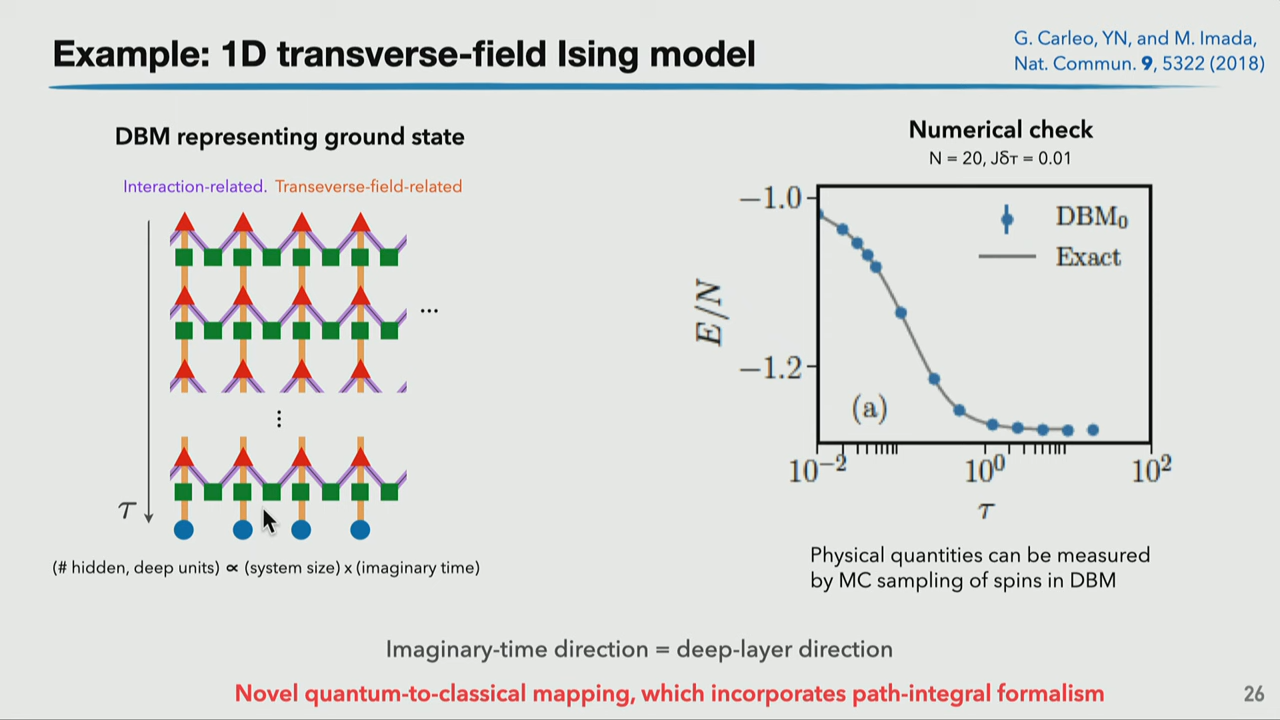 Example: 1D transverse-field Ising model
G. Carleo, YN, and M. Imada,
Nat. Commun. 9, 5322 (2018)
DBM representing ground state
Interaction-related. Transeverse-field-related
...
⋮
τ
(# hidden, deep units) ∝ (system size) x (imaginary time)
Numerical check
N = 20, Jδτ = 0.01
−1.0
−1.2
E/N
DBM₀
Exact
(a)
10⁻² 10⁰ 10²
τ
Physical quantities can be measured
by MC sampling of spins in DBM
Imaginary-time direction = deep-layer direction
Novel quantum-to-classical mapping, which incorporates path-integral formalism
26